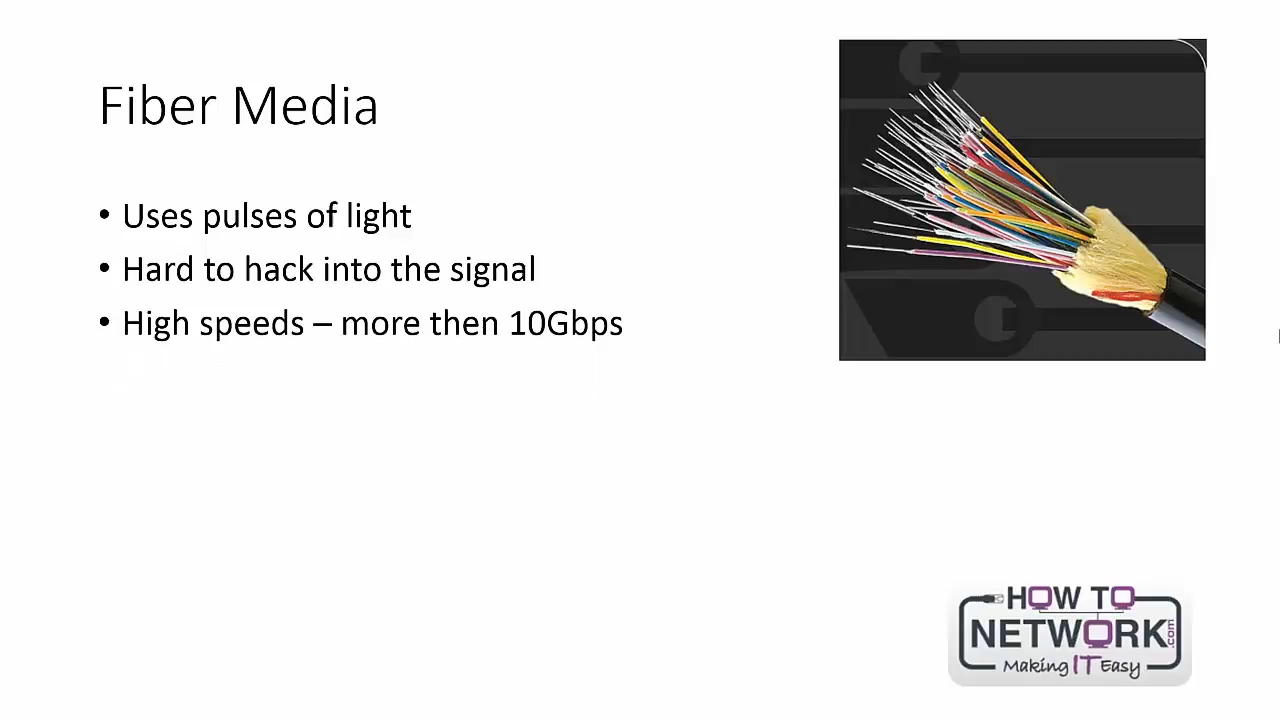 Fiber Media
• Uses pulses of light
• Hard to hack into the signal
• High speeds – more then 10Gbps
HOW TO
NETWORK.com
Making IT Easy